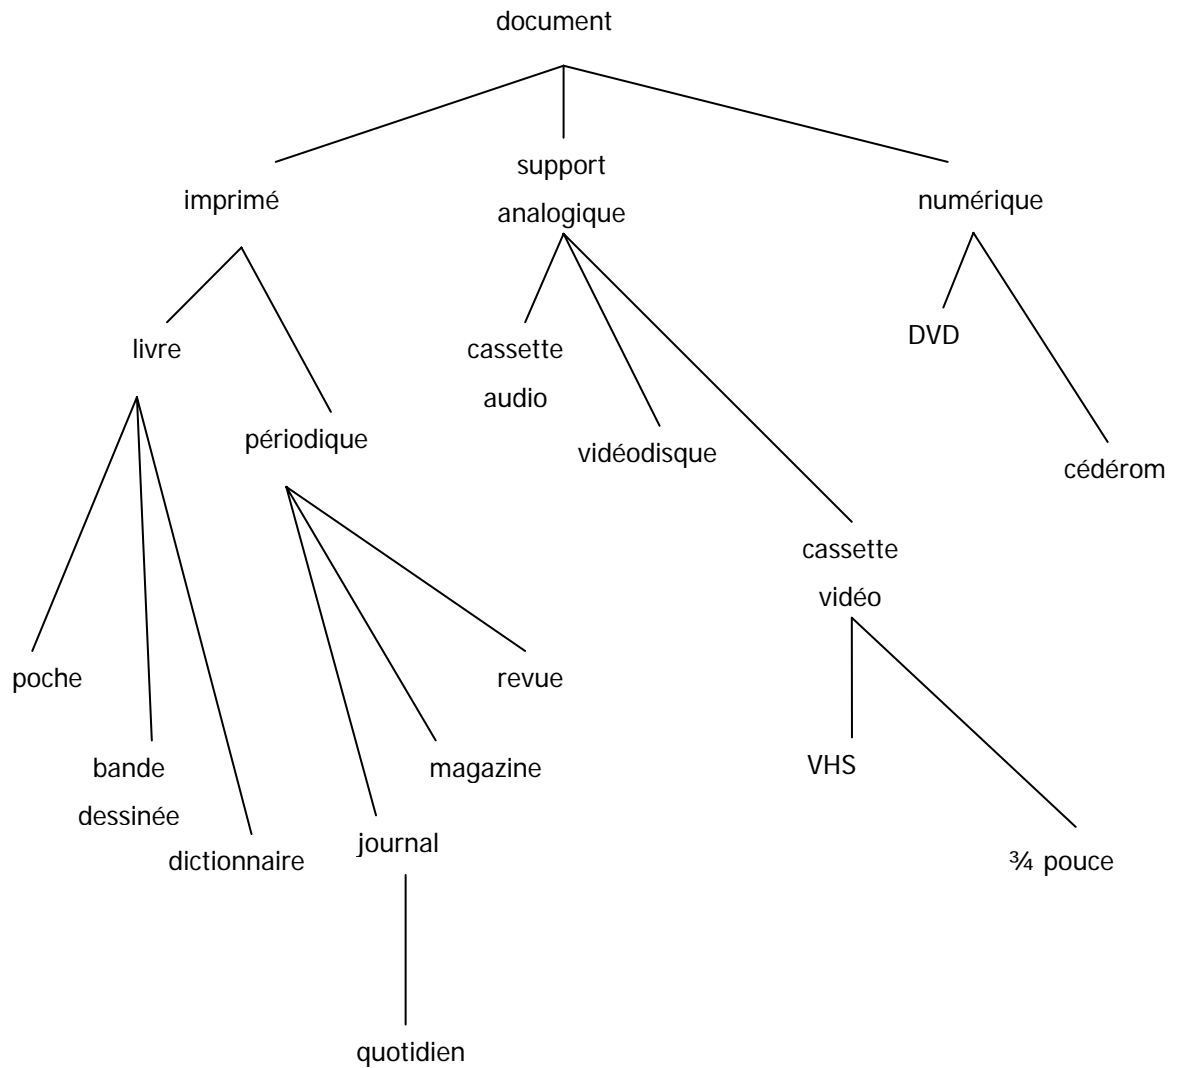 document
support
imprimé
numérique
analogique
DVD
livre
cassette
audio
périodique
vidéodisque
cédérom
cassette
vidéo
poche
revue
VHS
bande
magazine
dessinée
journal
dictionnaire
¾ pouce
quotidien